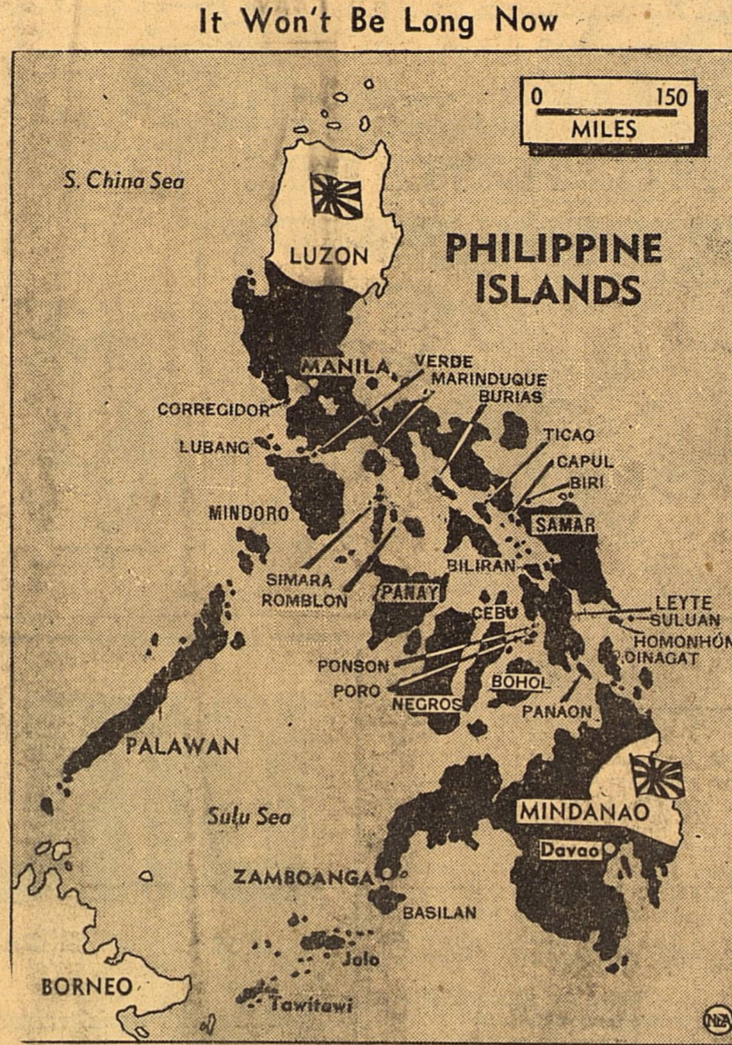 It Won't Be Long Now
0 150
MILES
S. China Sea
LUZON
PHILIPPINE
ISLANDS
MANILA
VERDE
MARINDUQUE
BURIAS
CORREGIDOR
TICAO
LUBANG
CAPUL
BIRI
MINDORO
SAMAR
BILIRAN
SIMARA
ROMBLON
PANAY
CEBU
LEYTE
SULUAN
HOMONHÓN
DINAGAT
PONSON
PORO
NEGROS
BOHOL
PANAON
PALAWAN
Sulu Sea
MINDANAO
Davao
ZAMBOANGA
BASILAN
Jolo
BORNEO
Tawitawi
NEA